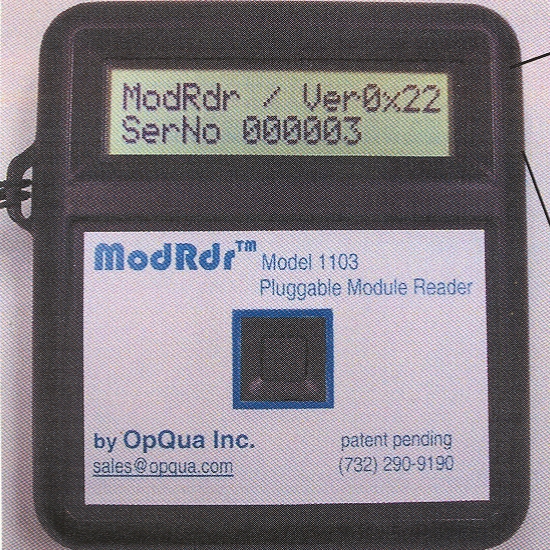 ModRdr / Ver0x22
SerNo 000003
ModRdr™ Model 1103
Pluggable Module Reader
by OpQua Inc. patent pending
sales@opqua.com (732) 290-9190